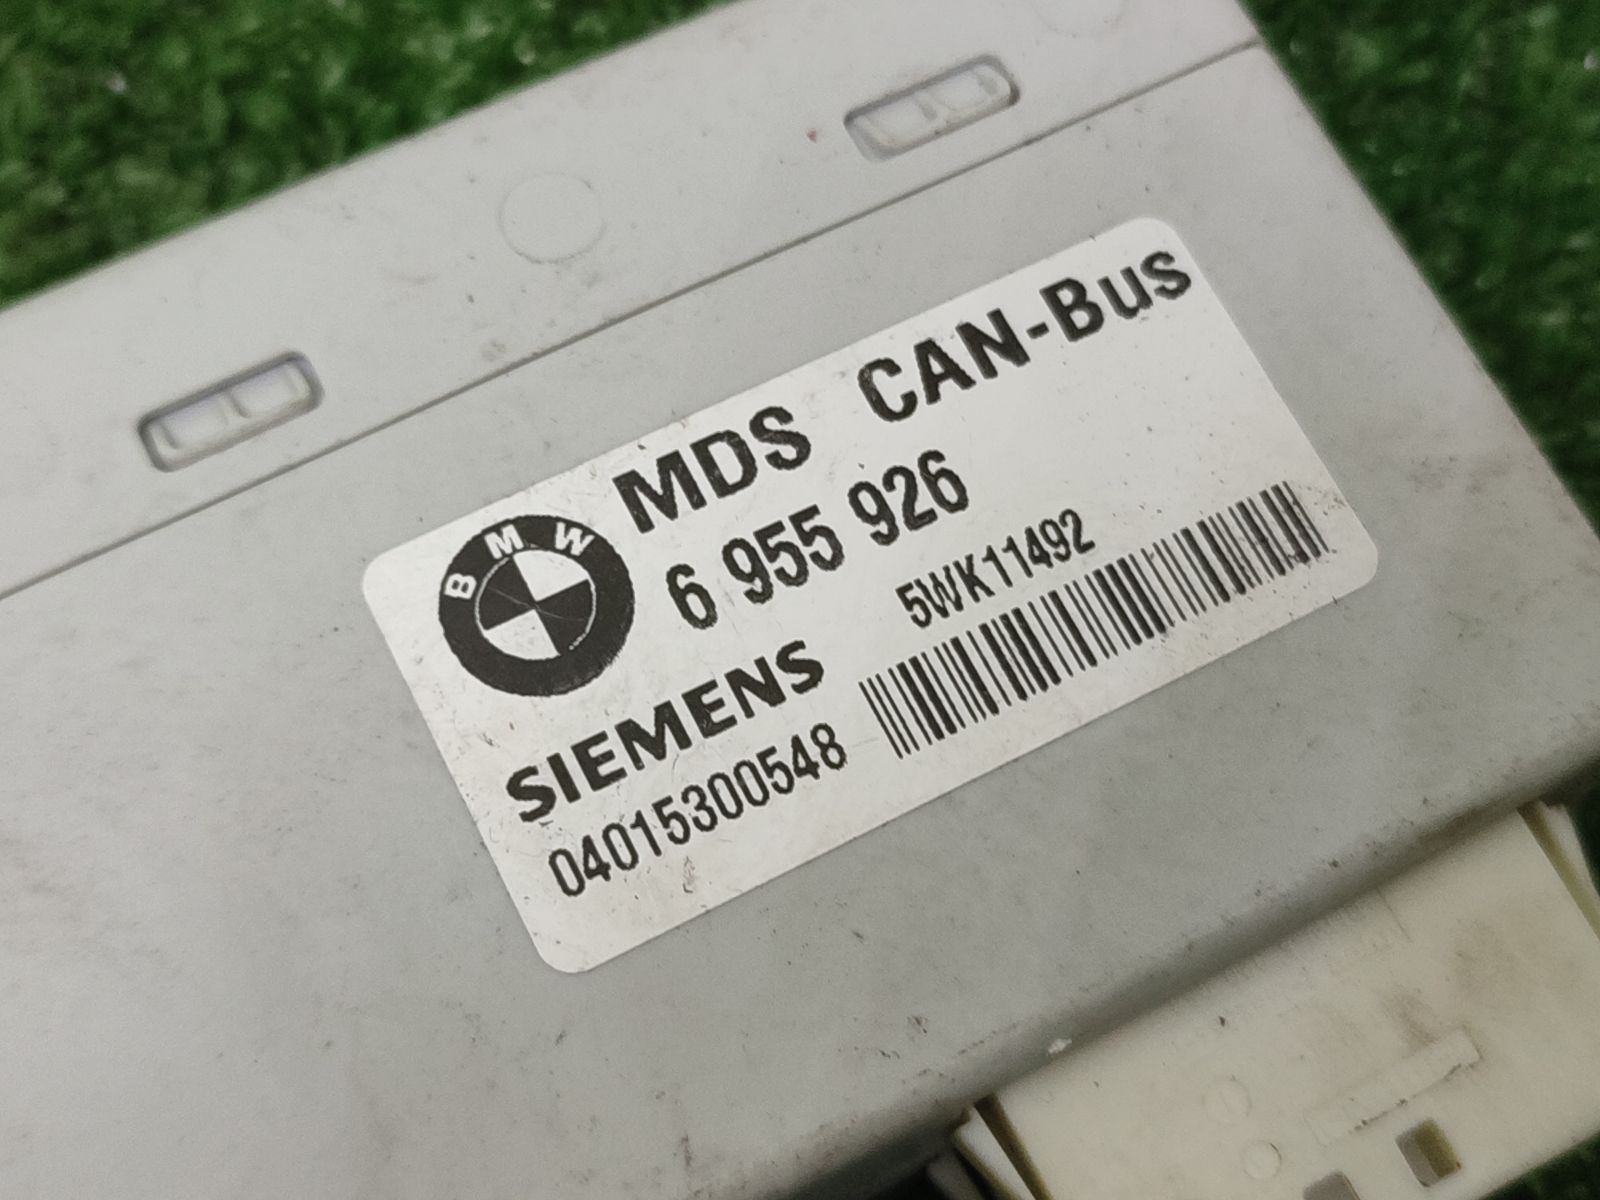 MDS CAN-Bus
BMW
6 955 926
5WK11492
SIEMENS
04015300548